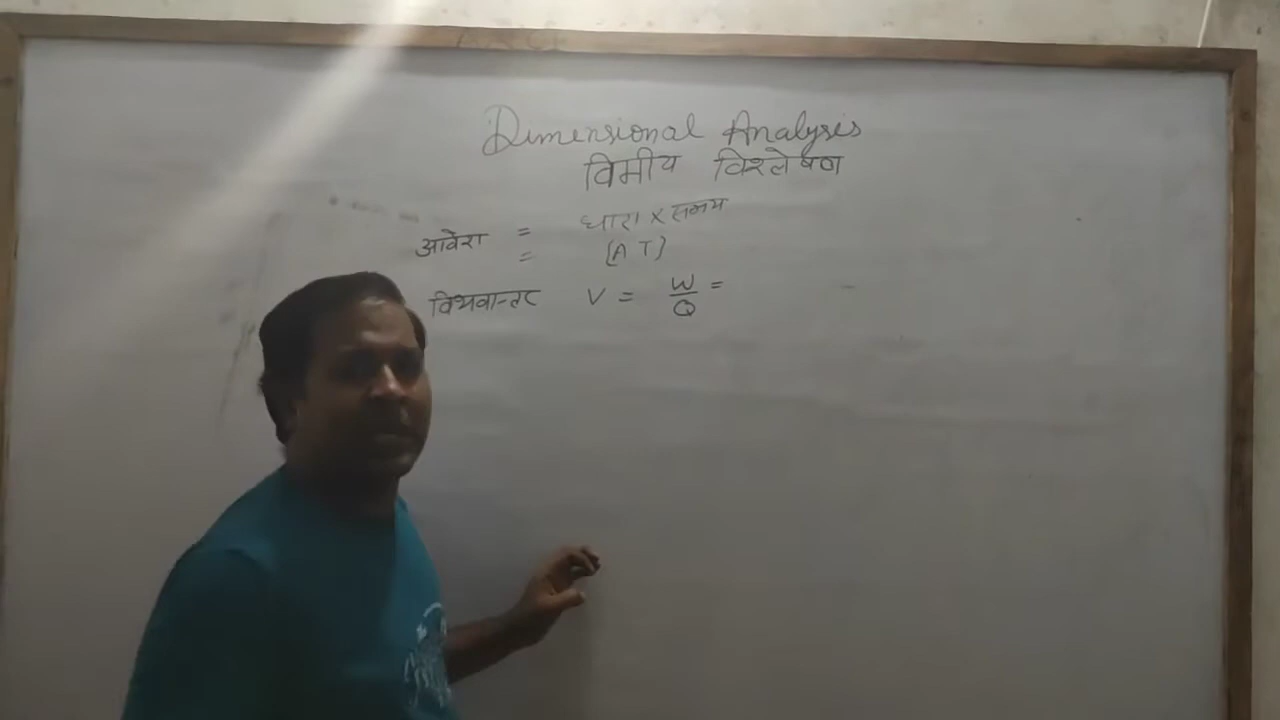 Dimensional Analysis
विमीय विश्लेषण
आवेश = धारा x समय
= [A T]
विभवान्तर V = W/Q =